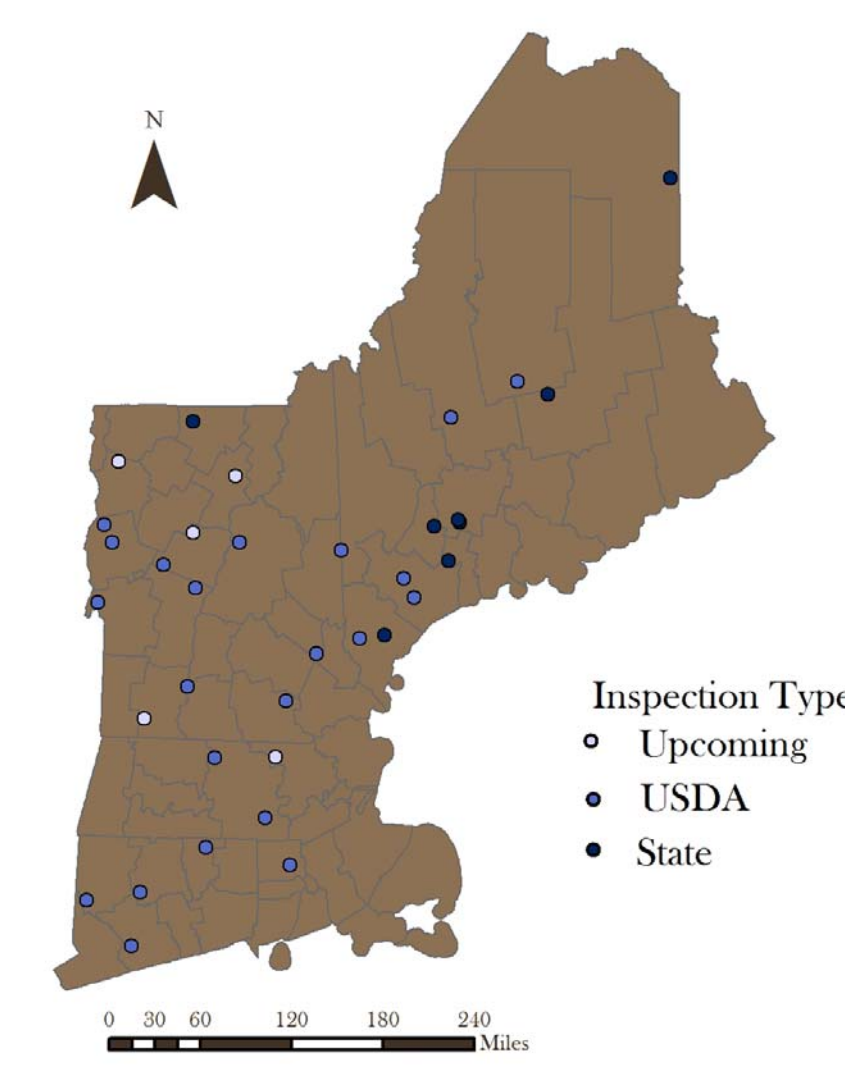 N
Inspection Type
Upcoming
USDA
State
0 30 60 120 180 240
Miles